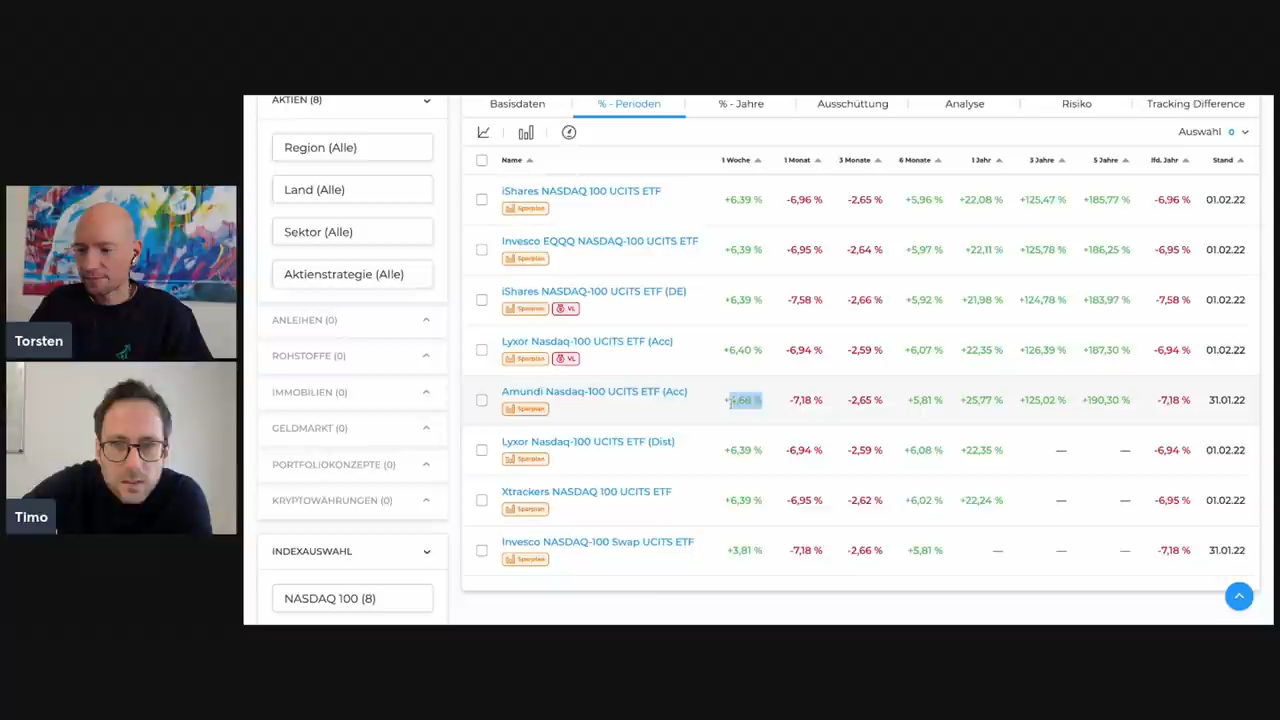 AKTIEN (8)
Region (Alle)
Land (Alle)
Sektor (Alle)
Aktienstrategie (Alle)
ANLEIHEN (0)
ROHSTOFFE (0)
IMMOBILIEN (0)
GELDMARKT (0)
PORTFOLIOKONZEPTE (0)
KRYPTOWÄHRUNGEN (0)
INDEXAUSWAHL
NASDAQ 100 (8)
Torsten
Timo
Basisdaten % - Perioden % - Jahre Ausschüttung Analyse Risiko Tracking Difference
Auswahl 0
Name 1 Woche 1 Monat 3 Monate 6 Monate 1 Jahr 3 Jahre 5 Jahre lfd. Jahr Stand
iShares NASDAQ 100 UCITS ETF +6,39 % -6,96 % -2,65 % +5,96 % +22,08 % +125,47 % +185,77 % -6,96 % 01.02.22
Sparplan
Invesco EQQQ NASDAQ-100 UCITS ETF +6,39 % -6,95 % -2,64 % +5,97 % +22,11 % +125,78 % +186,25 % -6,95 % 01.02.22
Sparplan
iShares NASDAQ-100 UCITS ETF (DE) +6,39 % -7,58 % -2,66 % +5,92 % +21,98 % +124,78 % +183,97 % -7,58 % 01.02.22
Sparplan VL
Lyxor Nasdaq-100 UCITS ETF (Acc) +6,40 % -6,94 % -2,59 % +6,07 % +22,35 % +126,39 % +187,30 % -6,94 % 01.02.22
Sparplan VL
Amundi Nasdaq-100 UCITS ETF (Acc) +4,68 % -7,18 % -2,65 % +5,81 % +25,77 % +125,02 % +190,30 % -7,18 % 31.01.22
Sparplan
Lyxor Nasdaq-100 UCITS ETF (Dist) +6,39 % -6,94 % -2,59 % +6,08 % +22,35 % — — -6,94 % 01.02.22
Sparplan
Xtrackers NASDAQ 100 UCITS ETF +6,39 % -6,95 % -2,62 % +6,02 % +22,24 % — — -6,95 % 01.02.22
Sparplan
Invesco NASDAQ-100 Swap UCITS ETF +3,81 % -7,18 % -2,66 % +5,81 % — — — -7,18 % 31.01.22
Sparplan